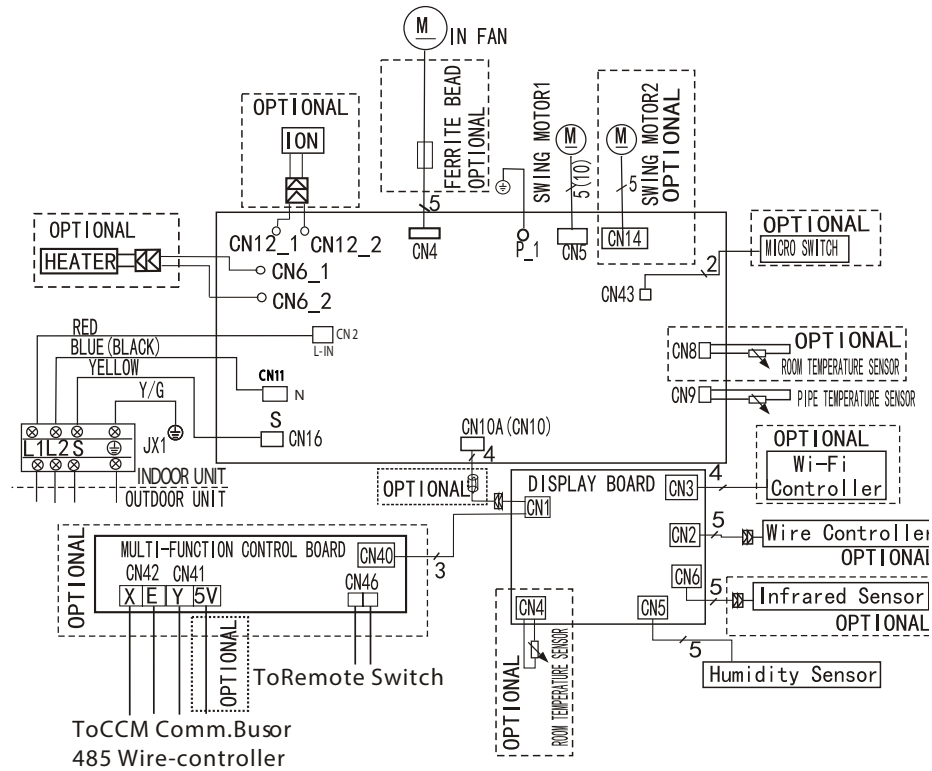 M
IN FAN
OPTIONAL
ION
FERRITE BEAD
OPTIONAL
SWING MOTOR1
M
5(10)
M
5
SWING MOTOR2
OPTIONAL
5
OPTIONAL
HEATER
CN12_1
CN12_2
CN4
P_1
CN5
CN14
OPTIONAL
MICRO SWITCH
2
CN43
CN6_1
CN6_2
RED
CN2
L-IN
BLUE(BLACK)
YELLOW
CN11
N
Y/G
S
CN16
CN8
OPTIONAL
ROOM TEMPERATURE SENSOR
CN9
PIPE TEMPERATURE SENSOR
L1 L2 S
JX1
INDOOR UNIT
OUTDOOR UNIT
CN10A(CN10)
4
OPTIONAL
DISPLAY BOARD
CN1
CN3
4
OPTIONAL
Wi-Fi
Controller
CN2
5
Wire Controller
OPTIONAL
CN6
5
Infrared Sensor
OPTIONAL
CN4
CN5
5
Humidity Sensor
OPTIONAL
ROOM TEMPERATURE SENSOR
OPTIONAL
MULTI-FUNCTION CONTROL BOARD
CN40
3
CN42
CN41
CN46
X E Y 5V
OPTIONAL
ToRemote Switch
ToCCM Comm.Busor
485 Wire-controller